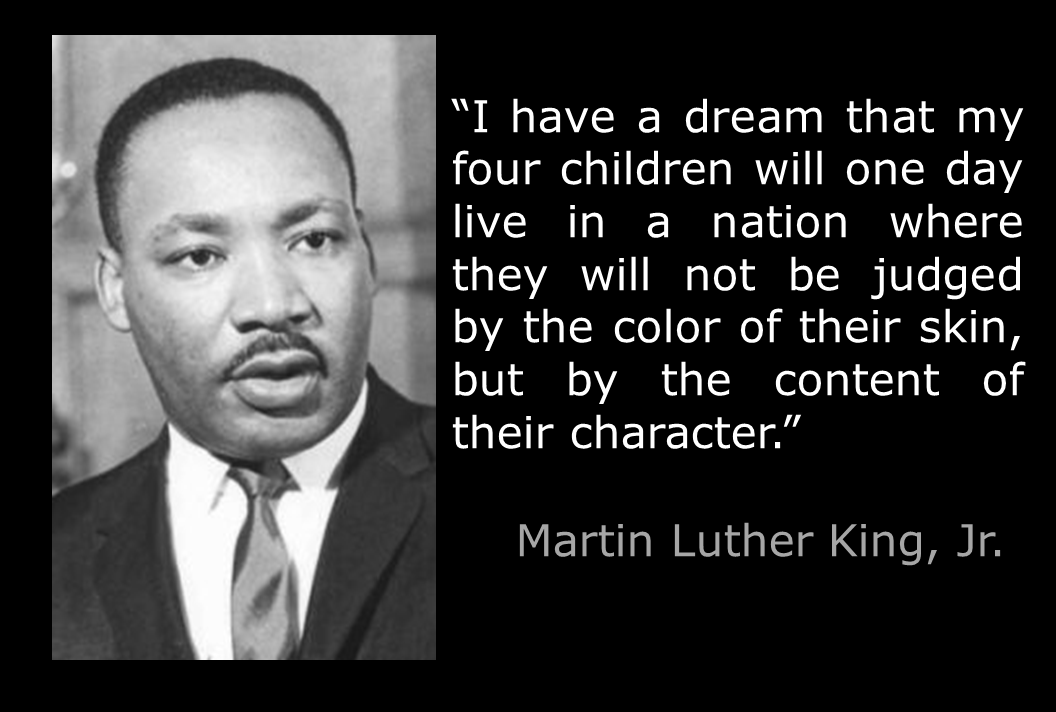 “I have a dream that my
four children will one day
live in a nation where
they will not be judged
by the color of their skin,
but by the content of
their character.”
Martin Luther King, Jr.